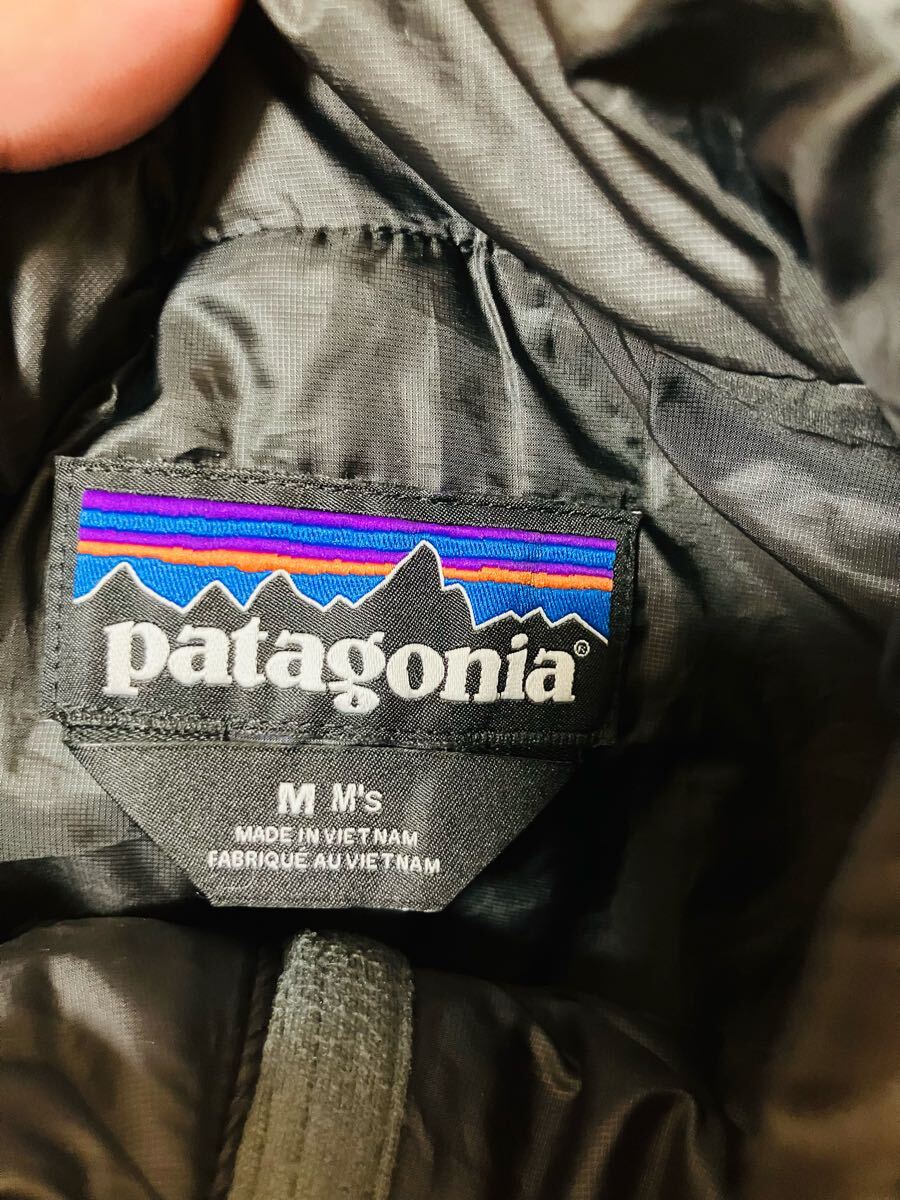 patagonia®
M M's
MADE IN VIETNAM
FABRIQUÉ AU VIETNAM